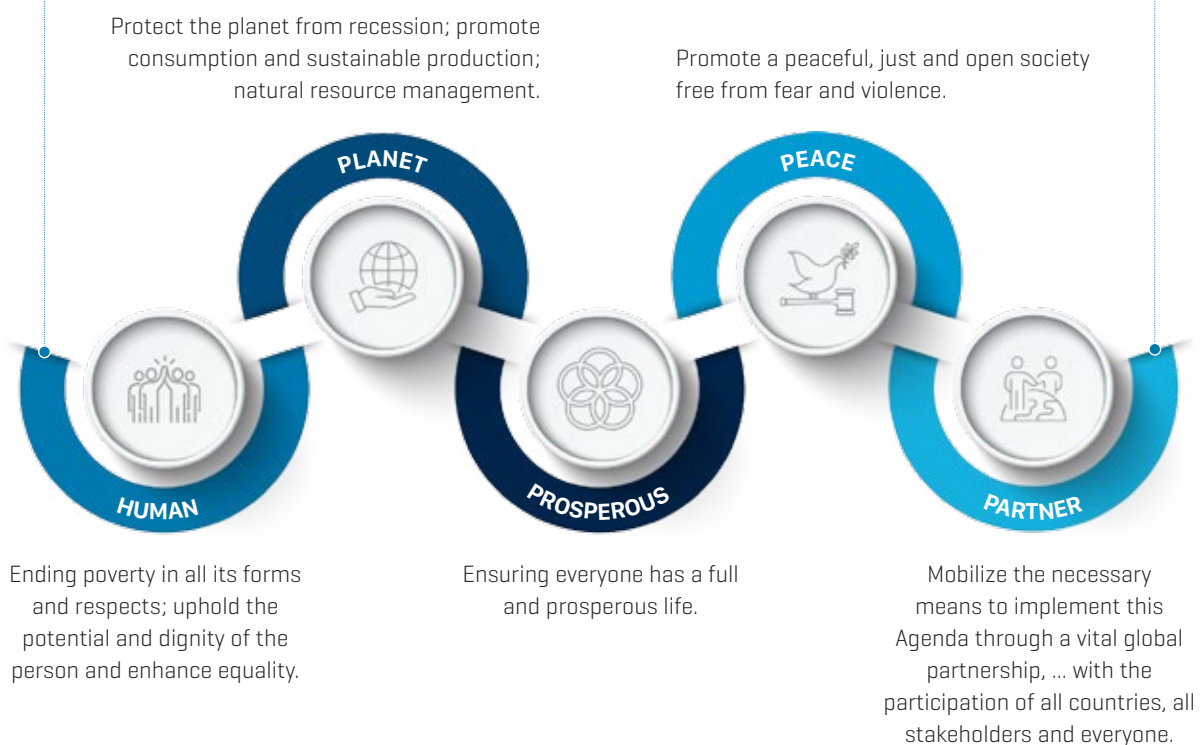 Protect the planet from recession; promote
consumption and sustainable production;
natural resource management.
Promote a peaceful, just and open society
free from fear and violence.
PLANET
PEACE
HUMAN
PROSPEROUS
PARTNER
Ending poverty in all its forms
and respects; uphold the
potential and dignity of the
person and enhance equality.
Ensuring everyone has a full
and prosperous life.
Mobilize the necessary
means to implement this
Agenda through a vital global
partnership, ... with the
participation of all countries, all
stakeholders and everyone.